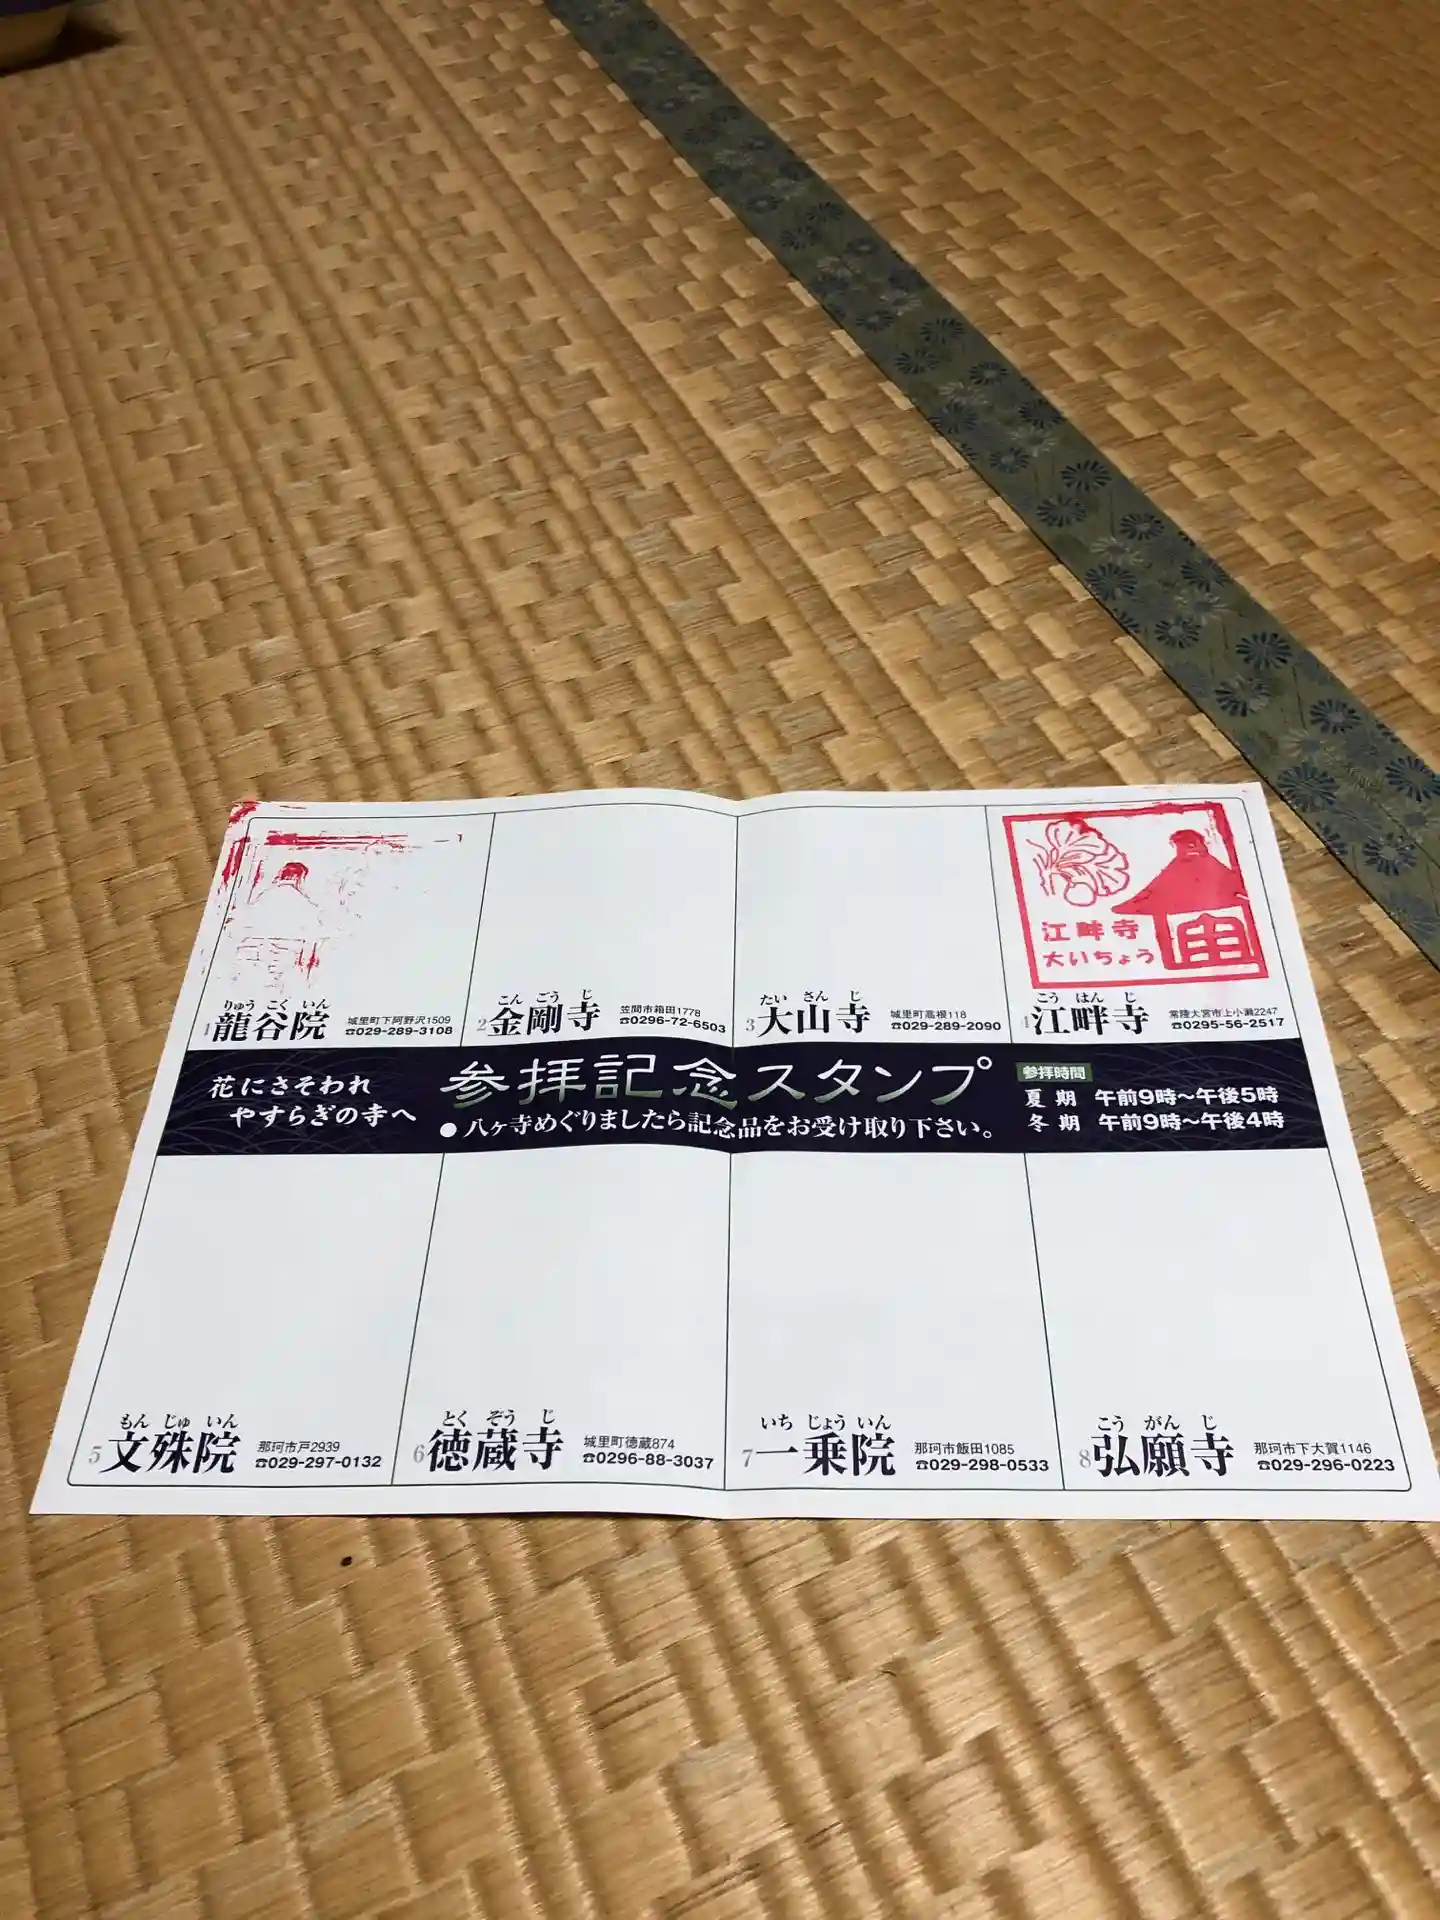 江畔寺
大いちょう
りゅう こく いん
1 龍谷院 城里町下阿野沢1509
☎029-289-3108
こん ごう じ
2 金剛寺 笠間市箱田1778
☎0296-72-6503
たい さん じ
3 大山寺 城里町高根118
☎029-289-2090
こう はん じ
4 江畔寺 常陸大宮市上小瀬2247
☎0295-56-2517
花にさそわれ
やすらぎの寺へ
参拝記念スタンプ
●八ヶ寺めぐりましたら記念品をお受け取り下さい。
参拝時間
夏期 午前9時〜午後5時
冬期 午前9時〜午後4時
もん じゅ いん
5 文殊院 那珂市戸2939
☎029-297-0132
とく ぞう じ
6 徳蔵寺 城里町徳蔵874
☎0296-88-3037
いち じょう いん
7 一乗院 那珂市飯田1085
☎029-298-0533
こう がん じ
8 弘願寺 那珂市下大賀1146
☎029-296-0223